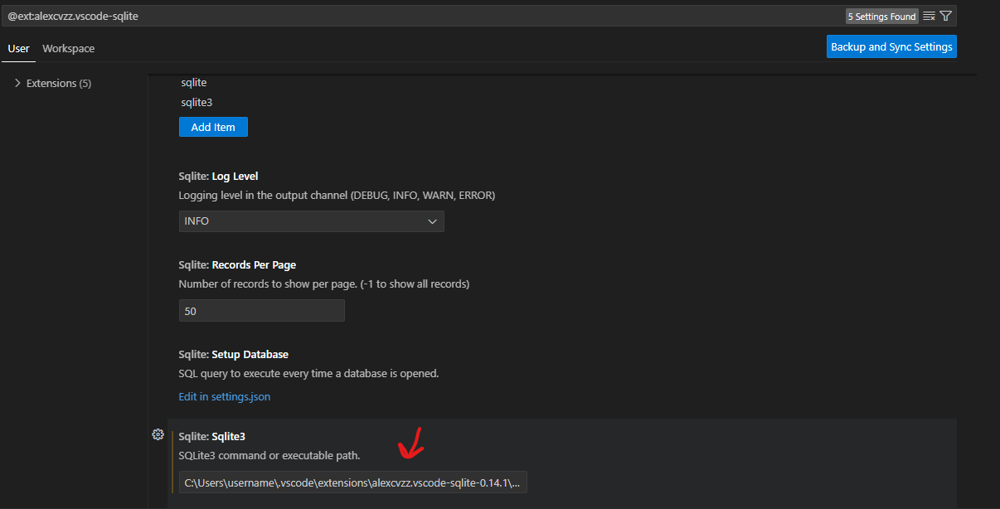 @ext:alexcvzz.vscode-sqlite
5 Settings Found
User
Workspace
Backup and Sync Settings
Extensions (5)
sqlite
sqlite3
Add Item
Sqlite: Log Level
Logging level in the output channel (DEBUG, INFO, WARN, ERROR)
INFO
Sqlite: Records Per Page
Number of records to show per page. (-1 to show all records)
50
Sqlite: Setup Database
SQL query to execute every time a database is opened.
Edit in settings.json
Sqlite: Sqlite3
SQLite3 command or executable path.
C:\Users\username\.vscode\extensions\alexcvzz.vscode-sqlite-0.14.1\...